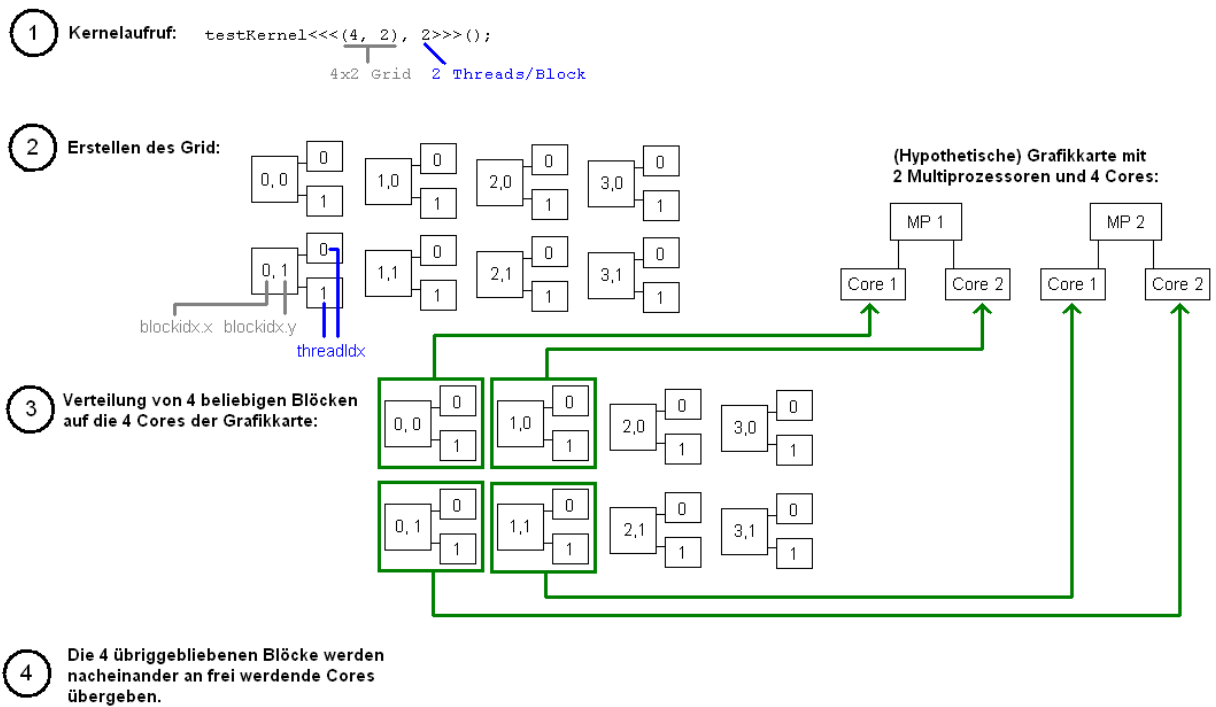 1 Kernelaufruf: testKernel<<<(4, 2), 2>>>();
4x2 Grid 2 Threads/Block
2 Erstellen des Grid:
0, 0 0 1
1,0 0 1
2,0 0 1
3,0 0 1
0, 1 0 1
1,1 0 1
2,1 0 1
3,1 0 1
blockidx.x blockidx.y
threadIdx
(Hypothetische) Grafikkarte mit
2 Multiprozessoren und 4 Cores:
MP 1 MP 2
Core 1 Core 2 Core 1 Core 2
3 Verteilung von 4 beliebigen Blöcken
auf die 4 Cores der Grafikkarte:
0, 0 0 1
1,0 0 1
2,0 0 1
3,0 0 1
0, 1 0 1
1,1 0 1
2,1 0 1
3,1 0 1
4 Die 4 übriggebliebenen Blöcke werden
nacheinander an frei werdende Cores
übergeben.